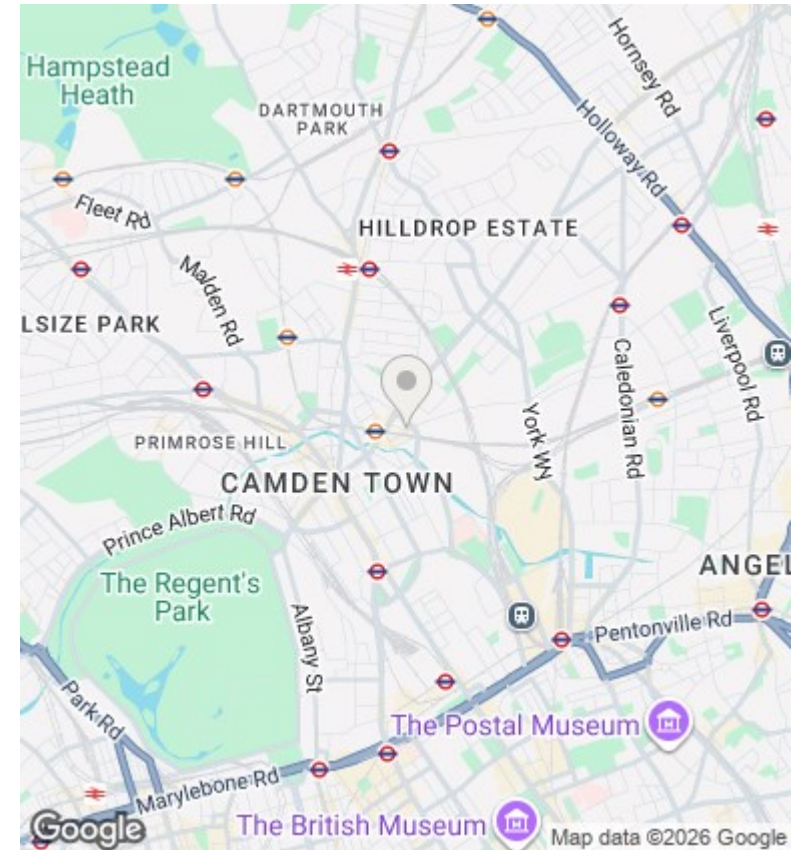 Hampstead
Heath
DARTMOUTH
PARK
Hornsey Rd
Holloway Rd
Fleet Rd
HILLDROP ESTATE
Malden Rd
LSIZE PARK
Liverpool Rd
Caledonian Rd
York Wy
PRIMROSE HILL
CAMDEN TOWN
Prince Albert Rd
ANGEL
The Regent's
Park
Albany St
Pentonville Rd
Park Rd
The Postal Museum
Marylebone Rd
The British Museum
Google
Map data ©2026 Google